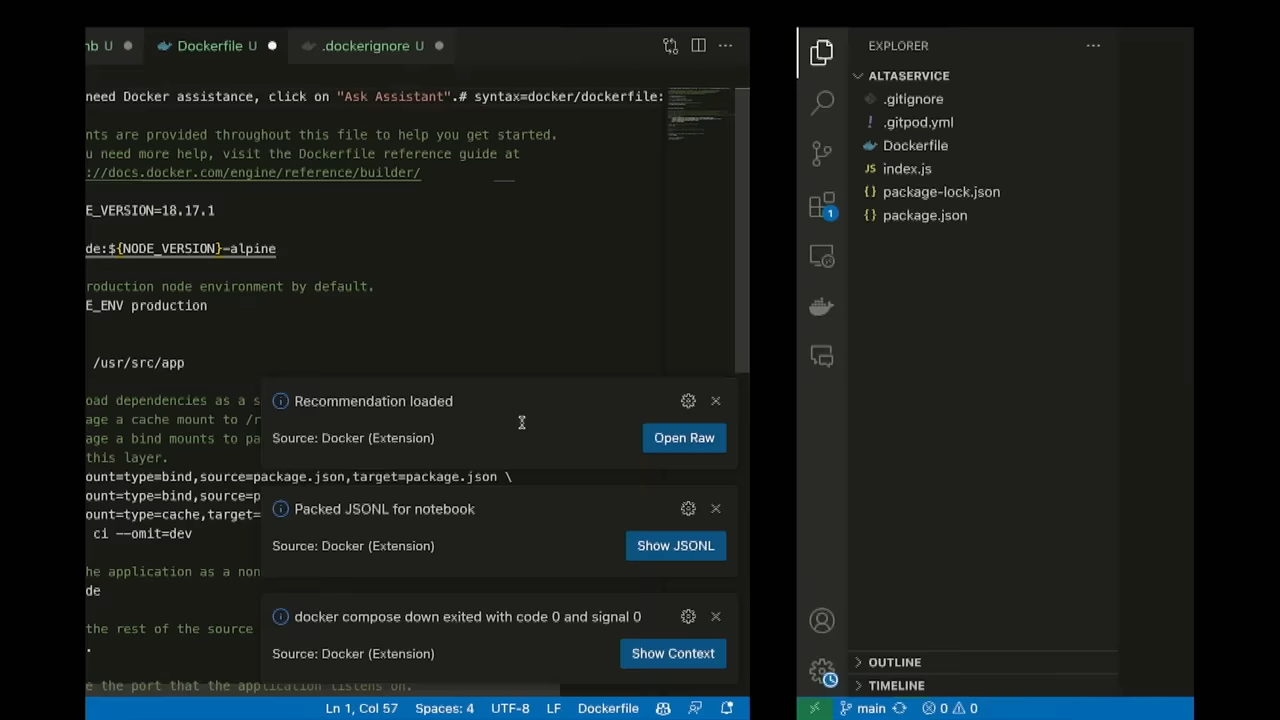 nb U
Dockerfile U
.dockerignore U
need Docker assistance, click on "Ask Assistant".# syntax=docker/dockerfile:
nts are provided throughout this file to help you get started.
u need more help, visit the Dockerfile reference guide at
://docs.docker.com/engine/reference/builder/
E_VERSION=18.17.1
de:${NODE_VERSION}-alpine
roduction node environment by default.
E_ENV production
/usr/src/app
oad dependencies as a s
age a cache mount to /r
age a bind mounts to pa
this layer.
ount=type=bind,source=package.json,target=package.json \
ount=type=bind,source=p
ount=type=cache,target=
ci --omit=dev
he application as a non
de
the rest of the source
.
e the port that the application listens on.
Recommendation loaded
Source: Docker (Extension)
Open Raw
Packed JSONL for notebook
Source: Docker (Extension)
Show JSONL
docker compose down exited with code 0 and signal 0
Source: Docker (Extension)
Show Context
Ln 1, Col 57
Spaces: 4
UTF-8
LF
Dockerfile
EXPLORER
ALTASERVICE
.gitignore
! .gitpod.yml
Dockerfile
JS index.js
{} package-lock.json
{} package.json
1
OUTLINE
TIMELINE
main
0
0